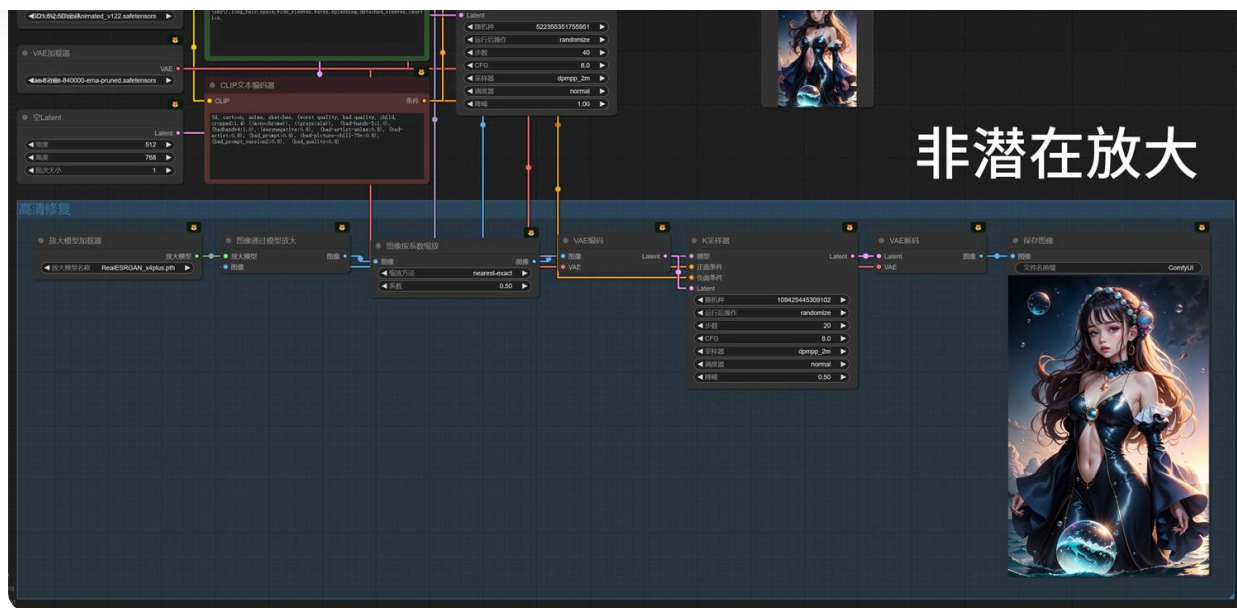 Latent
随机种 522355351755951
运行后操作 randomize
步数 40
CFG 8.0
采样器 dpmpp_2m
调度器 normal
降噪 1.00
VAE加载器
VAE
空Latent
Latent
宽度 512
高度 768
批次大小 1
CLIP文本编码器
CLIP 条件
3d, cartoon, anime, sketches, (worst quality, bad quality, child,
非潜在放大
高清修复
放大模型加载器
放大模型
放大模型名称 RealESRGAN_x4plus.pth
图像通过模型放大
放大模型 图像
图像
图像按系数缩放
图像 图像
缩放方法 nearest-exact
系数 0.50
VAE编码
图像 Latent
VAE
K采样器
模型 Latent
正面条件
负面条件
Latent
随机种 109425445309102
运行后操作 randomize
步数 20
CFG 8.0
采样器 dpmpp_2m
调度器 normal
降噪 0.50
VAE解码
Latent 图像
VAE
保存图像
图像
文件名前缀 ComfyUI